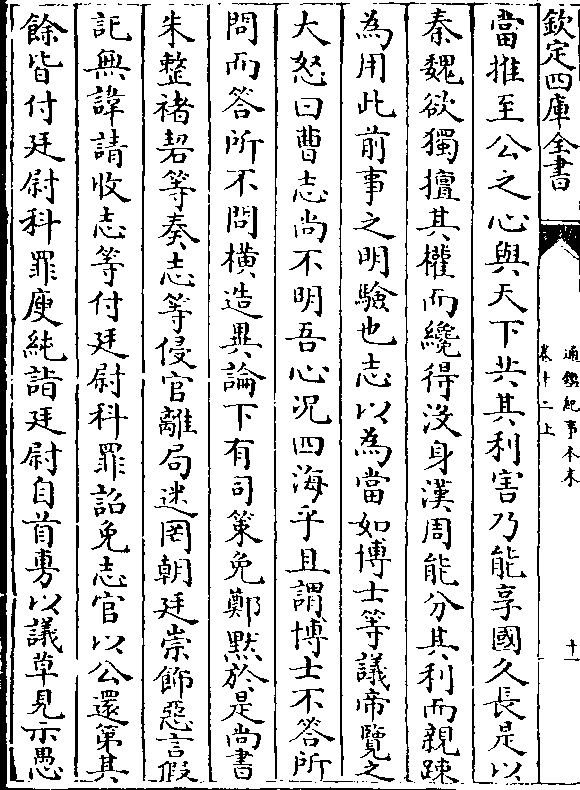 欽定四庫全書
通鑑紀事本末
卷十二上
十一
當推至公之心與天下共其利害乃能享國久長是以
秦魏欲獨擅其權而纔得沒身漢周能分其利而親踈
為用此前事之明驗也志以為當如博士等議帝覽之
大怒曰曹志尚不明吾心况四海乎且謂博士不答所
問而答所不問橫造異論下有司策免鄭黙於是尚書
朱整褚䂮等奏志等侵官離局迷罔朝廷崇飾惡言假
託無諱請收志等付廷尉科罪詔免志官以公還第其
餘皆付廷尉科罪庾純詣廷尉自首旉以議草見示愚